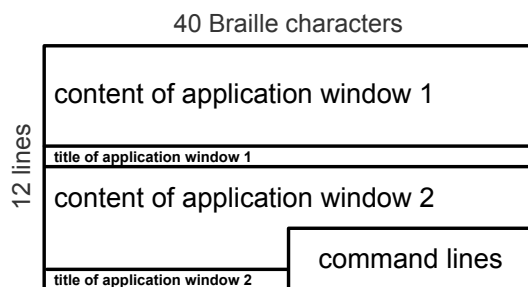 40 Braille characters
12 lines
content of application window 1
title of application window 1
content of application window 2
command lines
title of application window 2